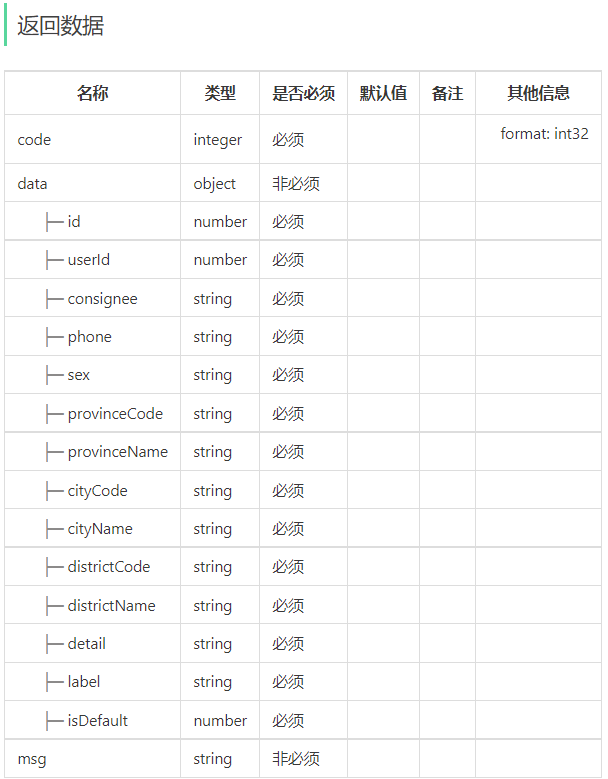 返回数据
名称 类型 是否必须 默认值 备注 其他信息
code integer 必须 format: int32
data object 非必须
├─ id number 必须
├─ userId number 必须
├─ consignee string 必须
├─ phone string 必须
├─ sex string 必须
├─ provinceCode string 必须
├─ provinceName string 必须
├─ cityCode string 必须
├─ cityName string 必须
├─ districtCode string 必须
├─ districtName string 必须
├─ detail string 必须
├─ label string 必须
├─ isDefault number 必须
msg string 非必须